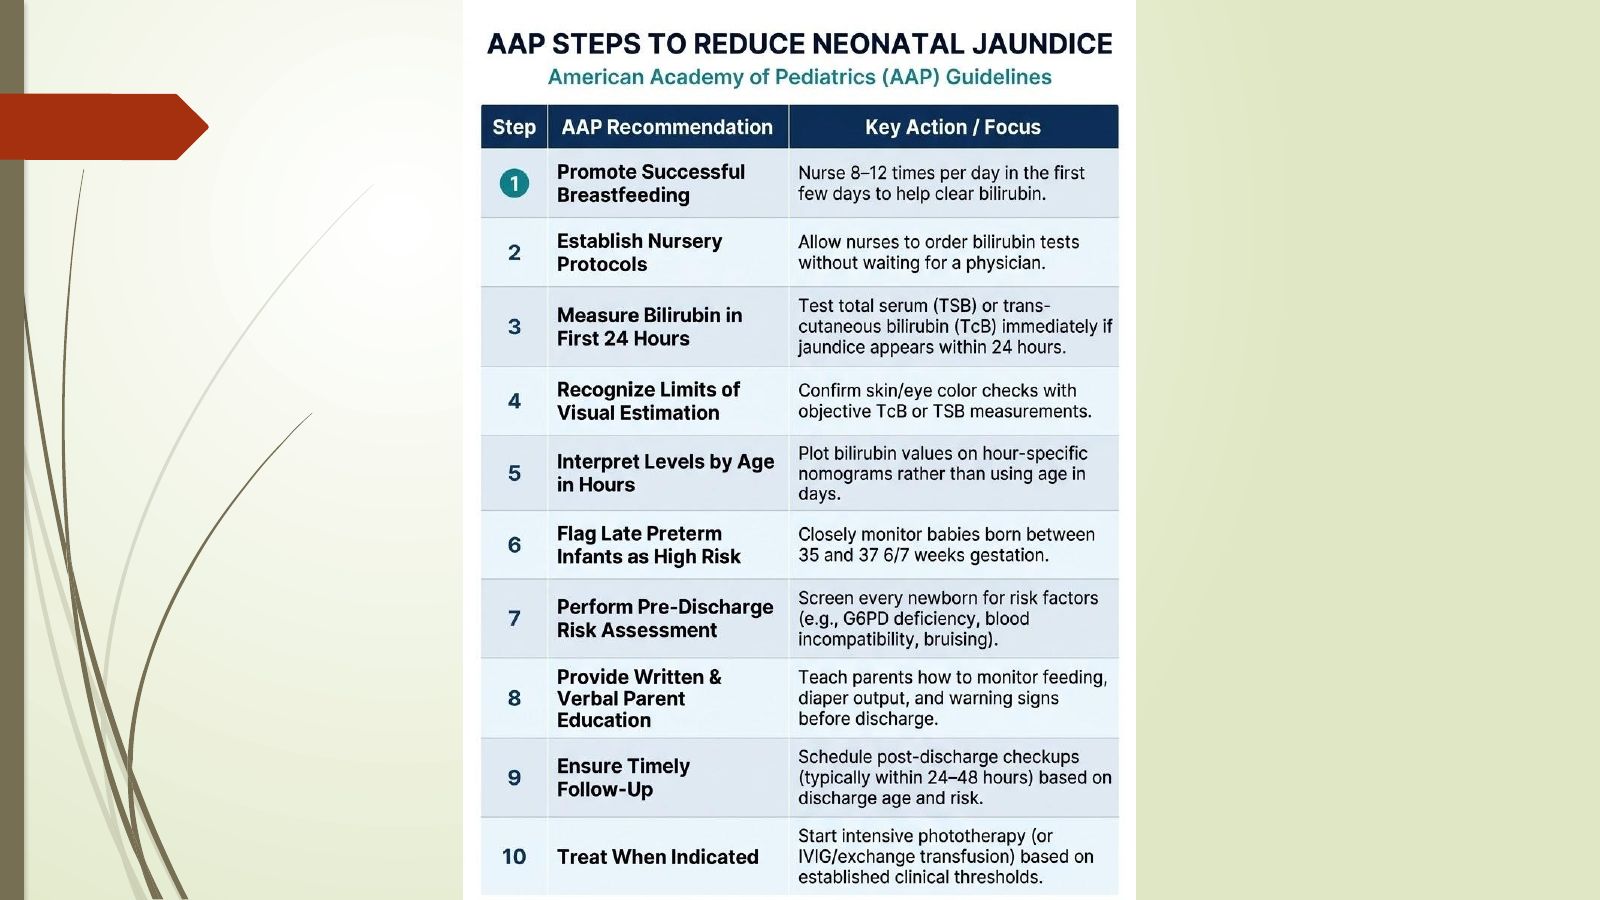 AAP STEPS TO REDUCE NEONATAL JAUNDICE
American Academy of Pediatrics (AAP) Guidelines
Step AAP Recommendation Key Action / Focus
1
Promote Successful
Breastfeeding
Nurse 8–12 times per day in the first
few days to help clear bilirubin.
2
Establish Nursery
Protocols
Allow nurses to order bilirubin tests
without waiting for a physician.
3
Measure Bilirubin in
First 24 Hours
Test total serum (TSB) or trans-
cutaneous bilirubin (TcB) immediately if
jaundice appears within 24 hours.
4
Recognize Limits of
Visual Estimation
Confirm skin/eye color checks with
objective TcB or TSB measurements.
5
Interpret Levels by Age
in Hours
Plot bilirubin values on hour-specific
nomograms rather than using age in
days.
6
Flag Late Preterm
Infants as High Risk
Closely monitor babies born between
35 and 37 6/7 weeks gestation.
7
Perform Pre-Discharge
Risk Assessment
Screen every newborn for risk factors
(e.g., G6PD deficiency, blood
incompatibility, bruising).
8
Provide Written &
Verbal Parent
Education
Teach parents how to monitor feeding,
diaper output, and warning signs
before discharge.
9
Ensure Timely
Follow-Up
Schedule post-discharge checkups
(typically within 24–48 hours) based on
discharge age and risk.
10
Treat When Indicated
Start intensive phototherapy (or
IVIG/exchange transfusion) based on
established clinical thresholds.